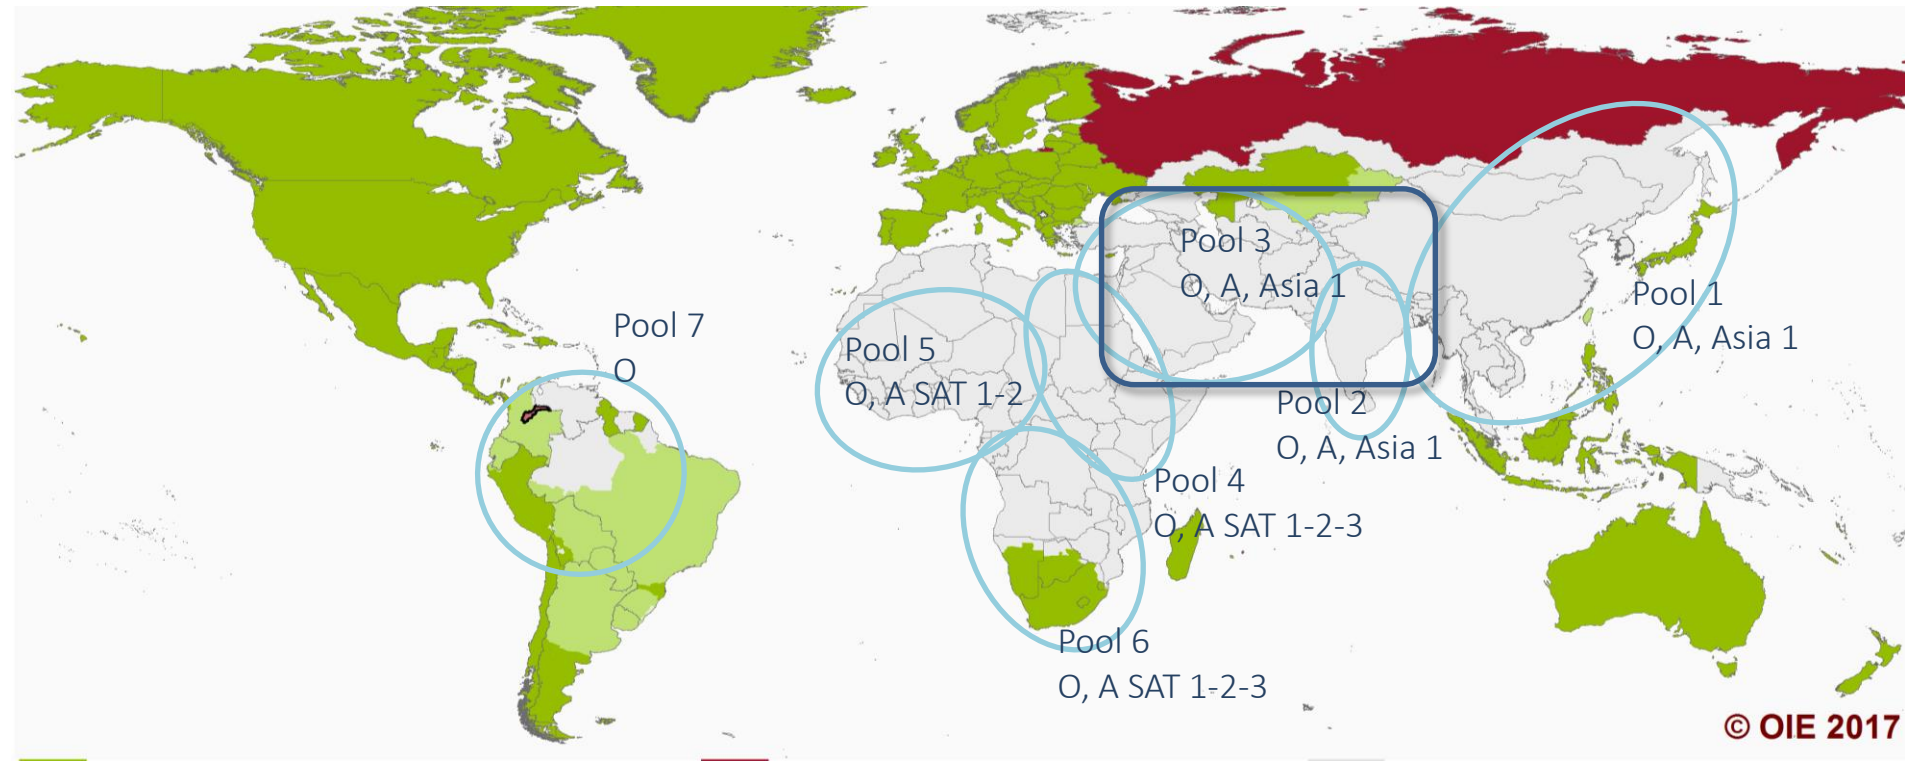 Pool 3
O, A, Asia 1
Pool 1
O, A, Asia 1
Pool 7
O
Pool 5
O, A SAT 1-2
Pool 2
O, A, Asia 1
Pool 4
O, A SAT 1-2-3
Pool 6
O, A SAT 1-2-3
© OIE 2017